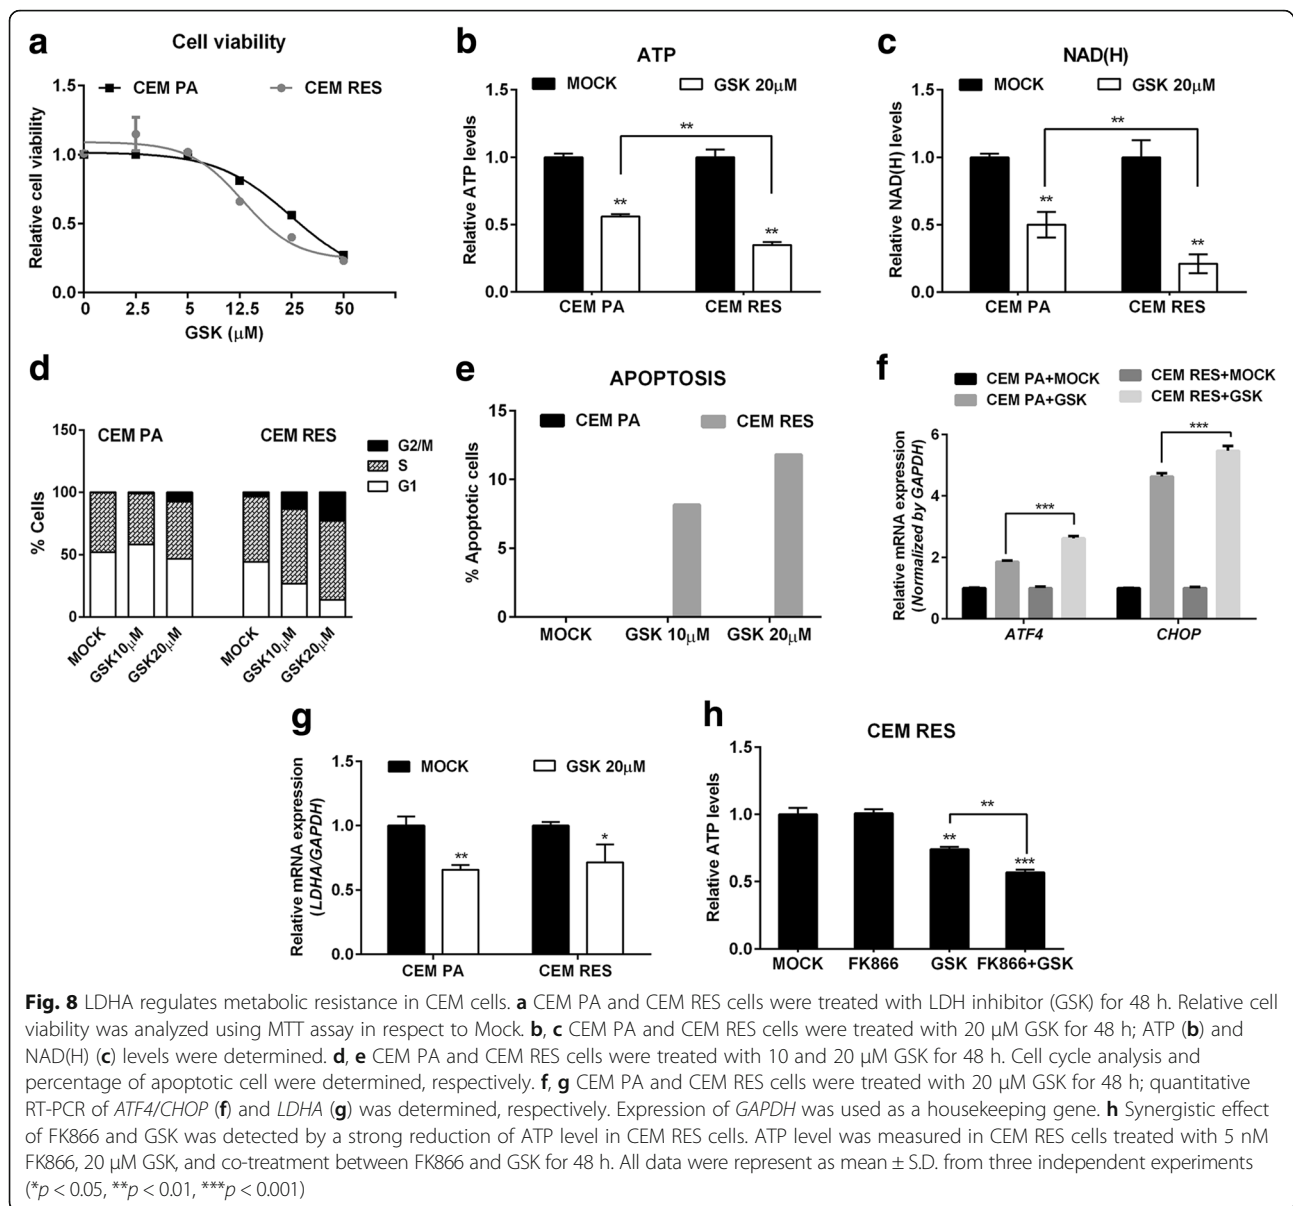 a
Cell viability
CEM PA
CEM RES
Relative cell viability
1.5
1.0
0.5
0.0
0 2.5 5 12.5 25 50
GSK (μM)
b
ATP
MOCK
GSK 20μM
Relative ATP levels
1.5
1.0
0.5
0.0
**
**
**
CEM PA
CEM RES
c
NAD(H)
MOCK
GSK 20μM
Relative NAD(H) levels
1.5
1.0
0.5
0.0
**
**
**
CEM PA
CEM RES
d
CEM PA
CEM RES
G2/M
S
G1
% Cells
150
100
50
0
MOCK
GSK10μM
GSK20μM
MOCK
GSK10μM
GSK20μM
e
APOPTOSIS
CEM PA
CEM RES
% Apoptotic cells
15
10
5
0
MOCK
GSK 10μM
GSK 20μM
f
CEM PA+MOCK
CEM RES+MOCK
CEM PA+GSK
CEM RES+GSK
Relative mRNA expression
(Normalized by GAPDH)
6
4
2
0
***
***
ATF4
CHOP
g
MOCK
GSK 20μM
Relative mRNA expression
(LDHA/GAPDH)
1.5
1.0
0.5
0.0
**
*
CEM PA
CEM RES
h
CEM RES
Relative ATP levels
1.5
1.0
0.5
0.0
**
**
***
MOCK
FK866
GSK
FK866+GSK
Fig. 8 LDHA regulates metabolic resistance in CEM cells. a CEM PA and CEM RES cells were treated with LDH inhibitor (GSK) for 48 h. Relative cell
viability was analyzed using MTT assay in respect to Mock. b, c CEM PA and CEM RES cells were treated with 20 μM GSK for 48 h; ATP (b) and
NAD(H) (c) levels were determined. d, e CEM PA and CEM RES cells were treated with 10 and 20 μM GSK for 48 h. Cell cycle analysis and
percentage of apoptotic cell were determined, respectively. f, g CEM PA and CEM RES cells were treated with 20 μM GSK for 48 h; quantitative
RT-PCR of ATF4/CHOP (f) and LDHA (g) was determined, respectively. Expression of GAPDH was used as a housekeeping gene. h Synergistic effect
of FK866 and GSK was detected by a strong reduction of ATP level in CEM RES cells. ATP level was measured in CEM RES cells treated with 5 nM
FK866, 20 μM GSK, and co-treatment between FK866 and GSK for 48 h. All data were represent as mean ± S.D. from three independent experiments
(*p < 0.05, **p < 0.01, ***p < 0.001)